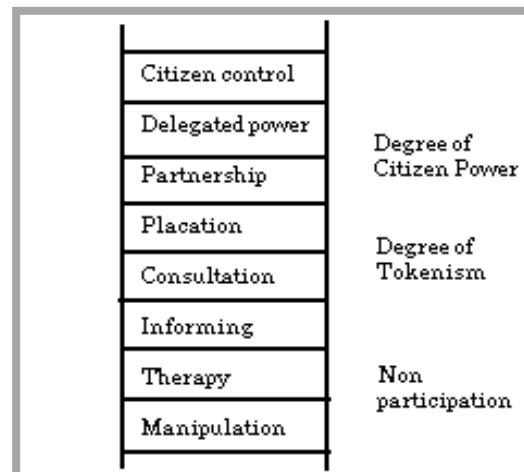 Citizen control
Delegated power
Partnership
Placation
Consultation
Informing
Therapy
Manipulation
Degree of
Citizen Power
Degree of
Tokenism
Non
participation